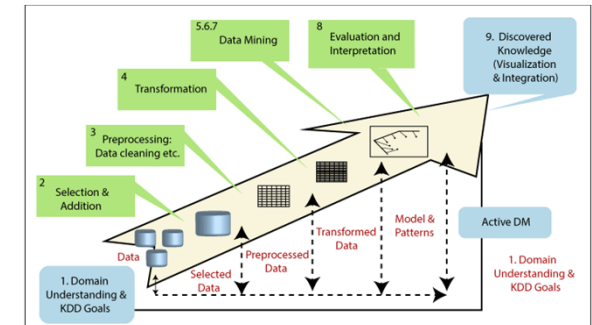 5.6.7
Data Mining
8
Evaluation and
Interpretation
9. Discovered
Knowledge
(Visualization
& Integration)
4
Transformation
3
Preprocessing:
Data cleaning etc.
2
Selection &
Addition
Data
Selected
Data
Preprocessed
Data
Transformed
Data
Model &
Patterns
Active DM
1. Domain
Understanding &
KDD Goals
1. Domain
Understanding &
KDD Goals